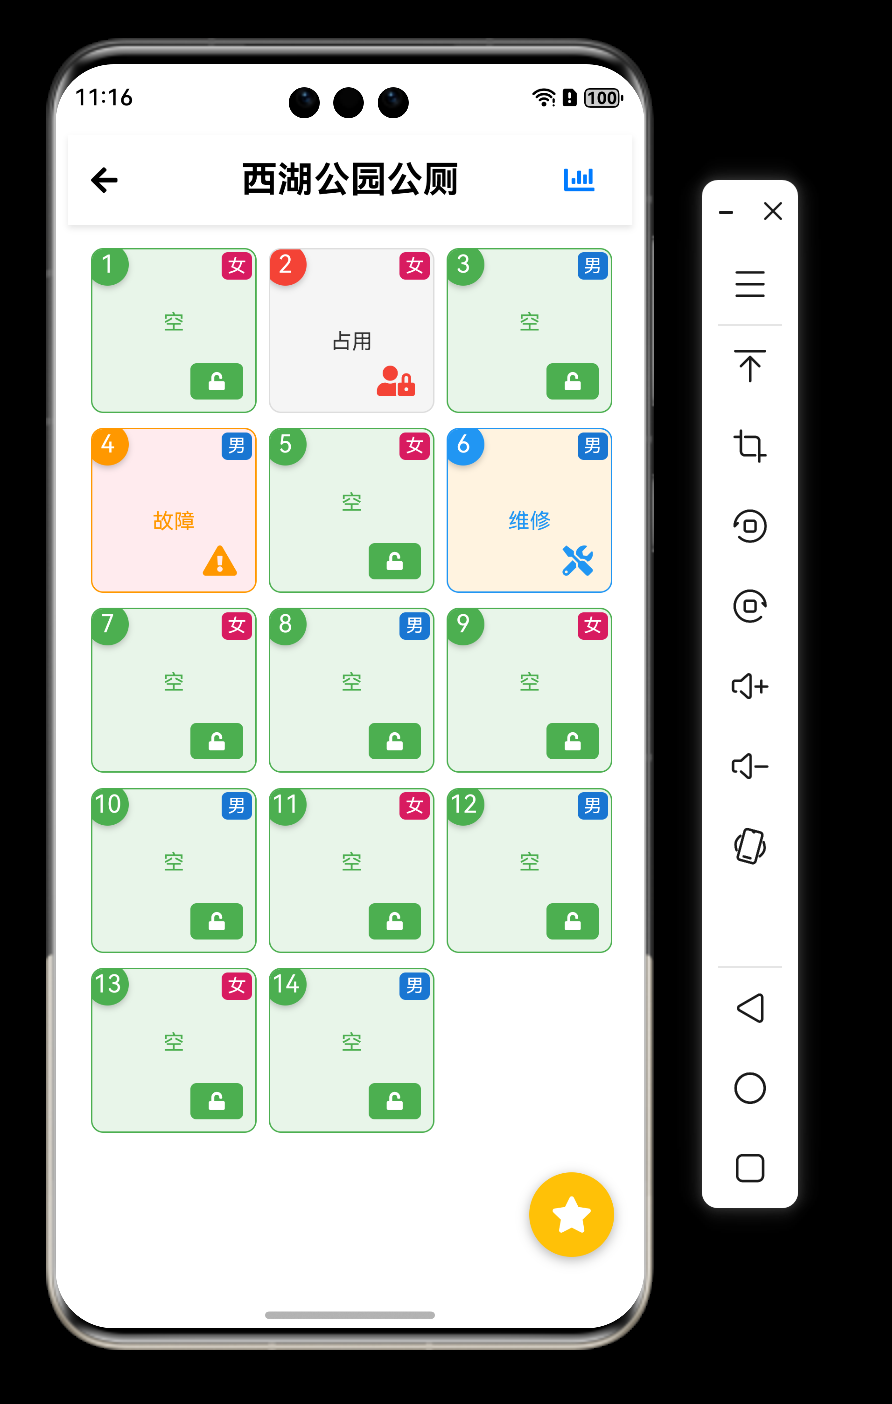 11:16
100
西湖公园公厕
1 女 2 女 3 男
空 占用 空
4 男 5 女 6 男
故障 空 维修
7 女 8 男 9 女
空 空 空
10 男 11 女 12 男
空 空 空
13 女 14 男
空 空